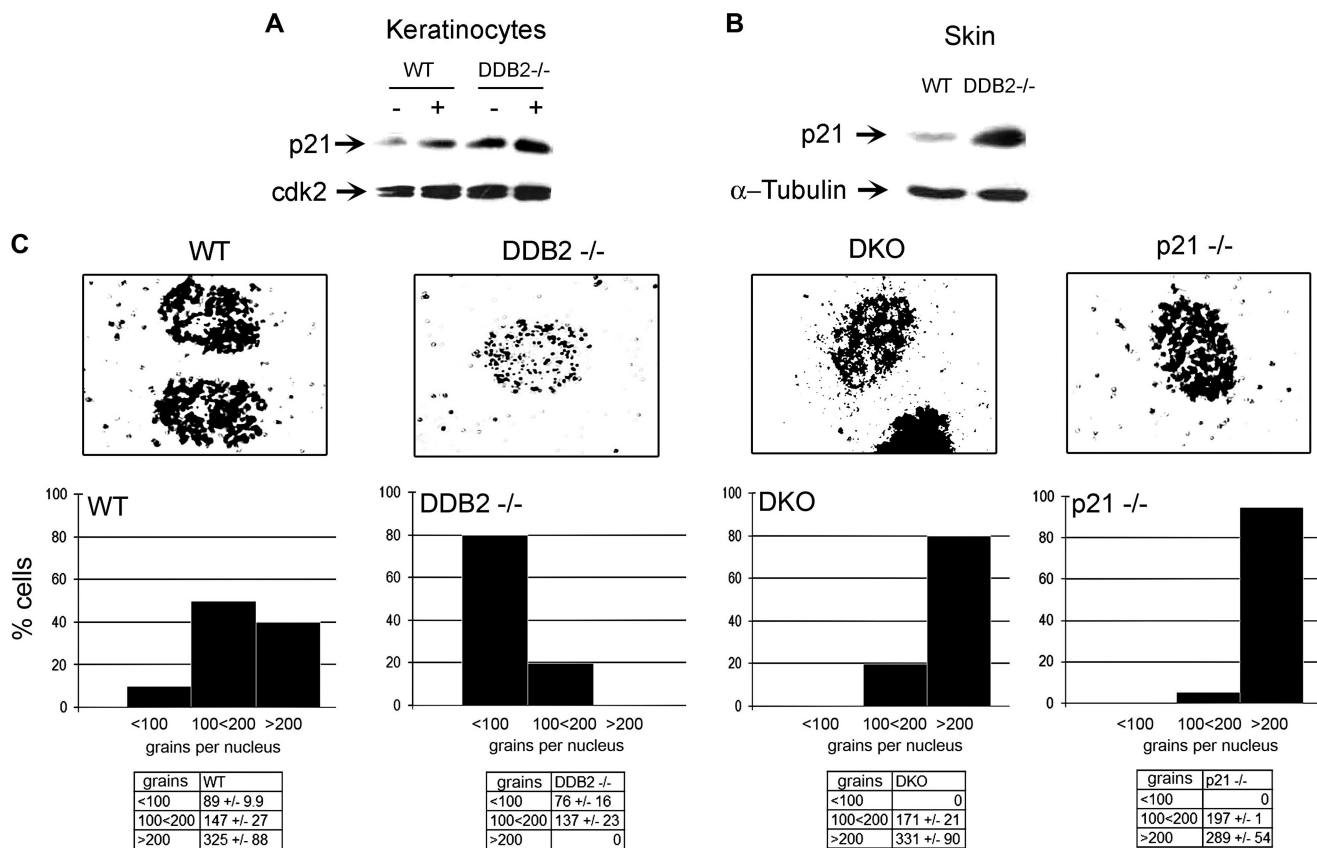 A
Keratinocytes
WT DDB2-/-
- + - +
p21
cdk2
B
Skin
WT DDB2-/-
p21
α–Tubulin
C
WT
DDB2 -/-
DKO
p21 -/-
% cells
100
80
60
40
20
0
WT
<100 100<200 >200
grains per nucleus
100
80
60
40
20
0
DDB2 -/-
<100 100<200 >200
grains per nucleus
100
80
60
40
20
0
DKO
<100 100<200 >200
grains per nucleus
100
80
60
40
20
0
p21 -/-
<100 100<200 >200
grains per nucleus
grains WT
<100 89 +/- 9.9
100<200 147 +/- 27
>200 325 +/- 88
grains DDB2 -/-
<100 76 +/- 16
100<200 137 +/- 23
>200 0
grains DKO
<100 0
100<200 171 +/- 21
>200 331 +/- 90
grains p21 -/-
<100 0
100<200 197 +/- 1
>200 289 +/- 54